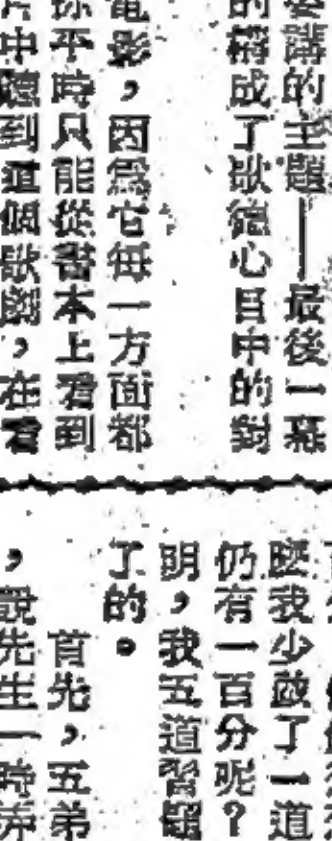 講的主題——最後一幕
的構成了歌德心目中的對
電影，因爲它每一方面都
你平時只能從書本上看到
片中聽到這個歌劇，在看
麼我少做了一道
仍有一百分呢？
明，我五道習題
了的。
首先，五弟
，說先生一時弄